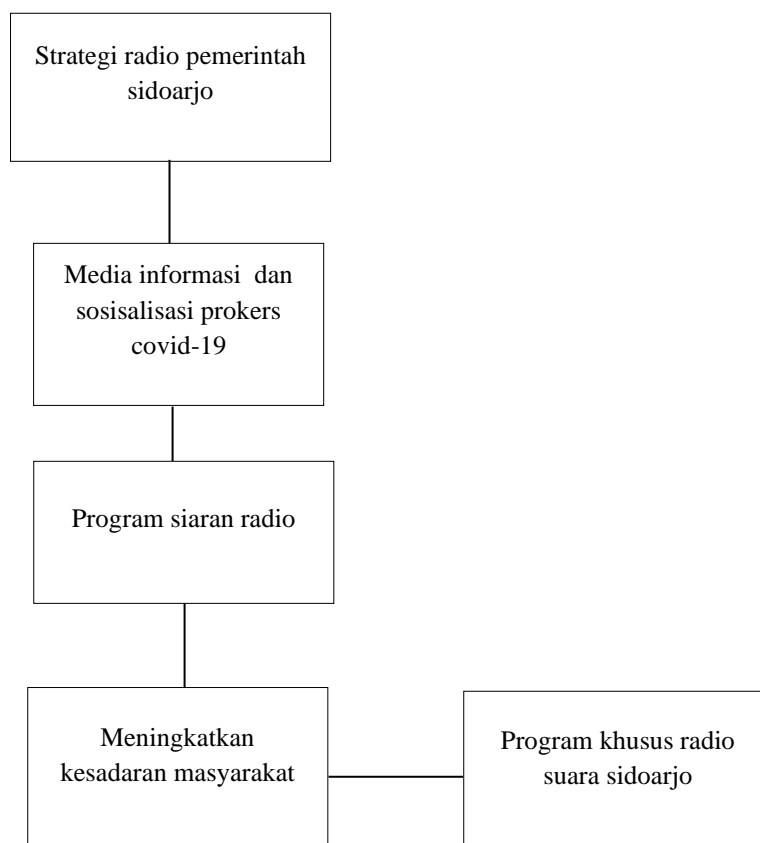 Strategi radio pemerintah
sidoarjo
Media informasi  dan
sosisalisasi prokers
covid-19
Program siaran radio
Meningkatkan
kesadaran masyarakat
Program khusus radio
suara sidoarjo